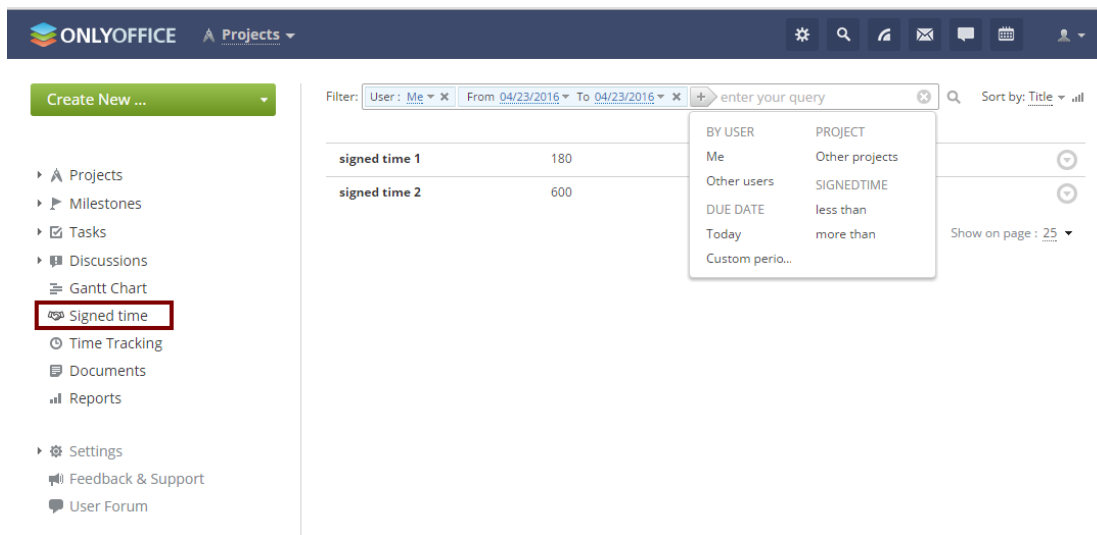 ONLYOFFICE Projects
Create New ...
Filter: User : Me From 04/23/2016 To 04/23/2016 + enter your query Sort by: Title
BY USER PROJECT
Me Other projects
Other users SIGNEDTIME
DUE DATE less than
Today more than
Custom perio...
signed time 1 180
signed time 2 600
Show on page : 25
Projects
Milestones
Tasks
Discussions
Gantt Chart
Signed time
Time Tracking
Documents
Reports
Settings
Feedback & Support
User Forum